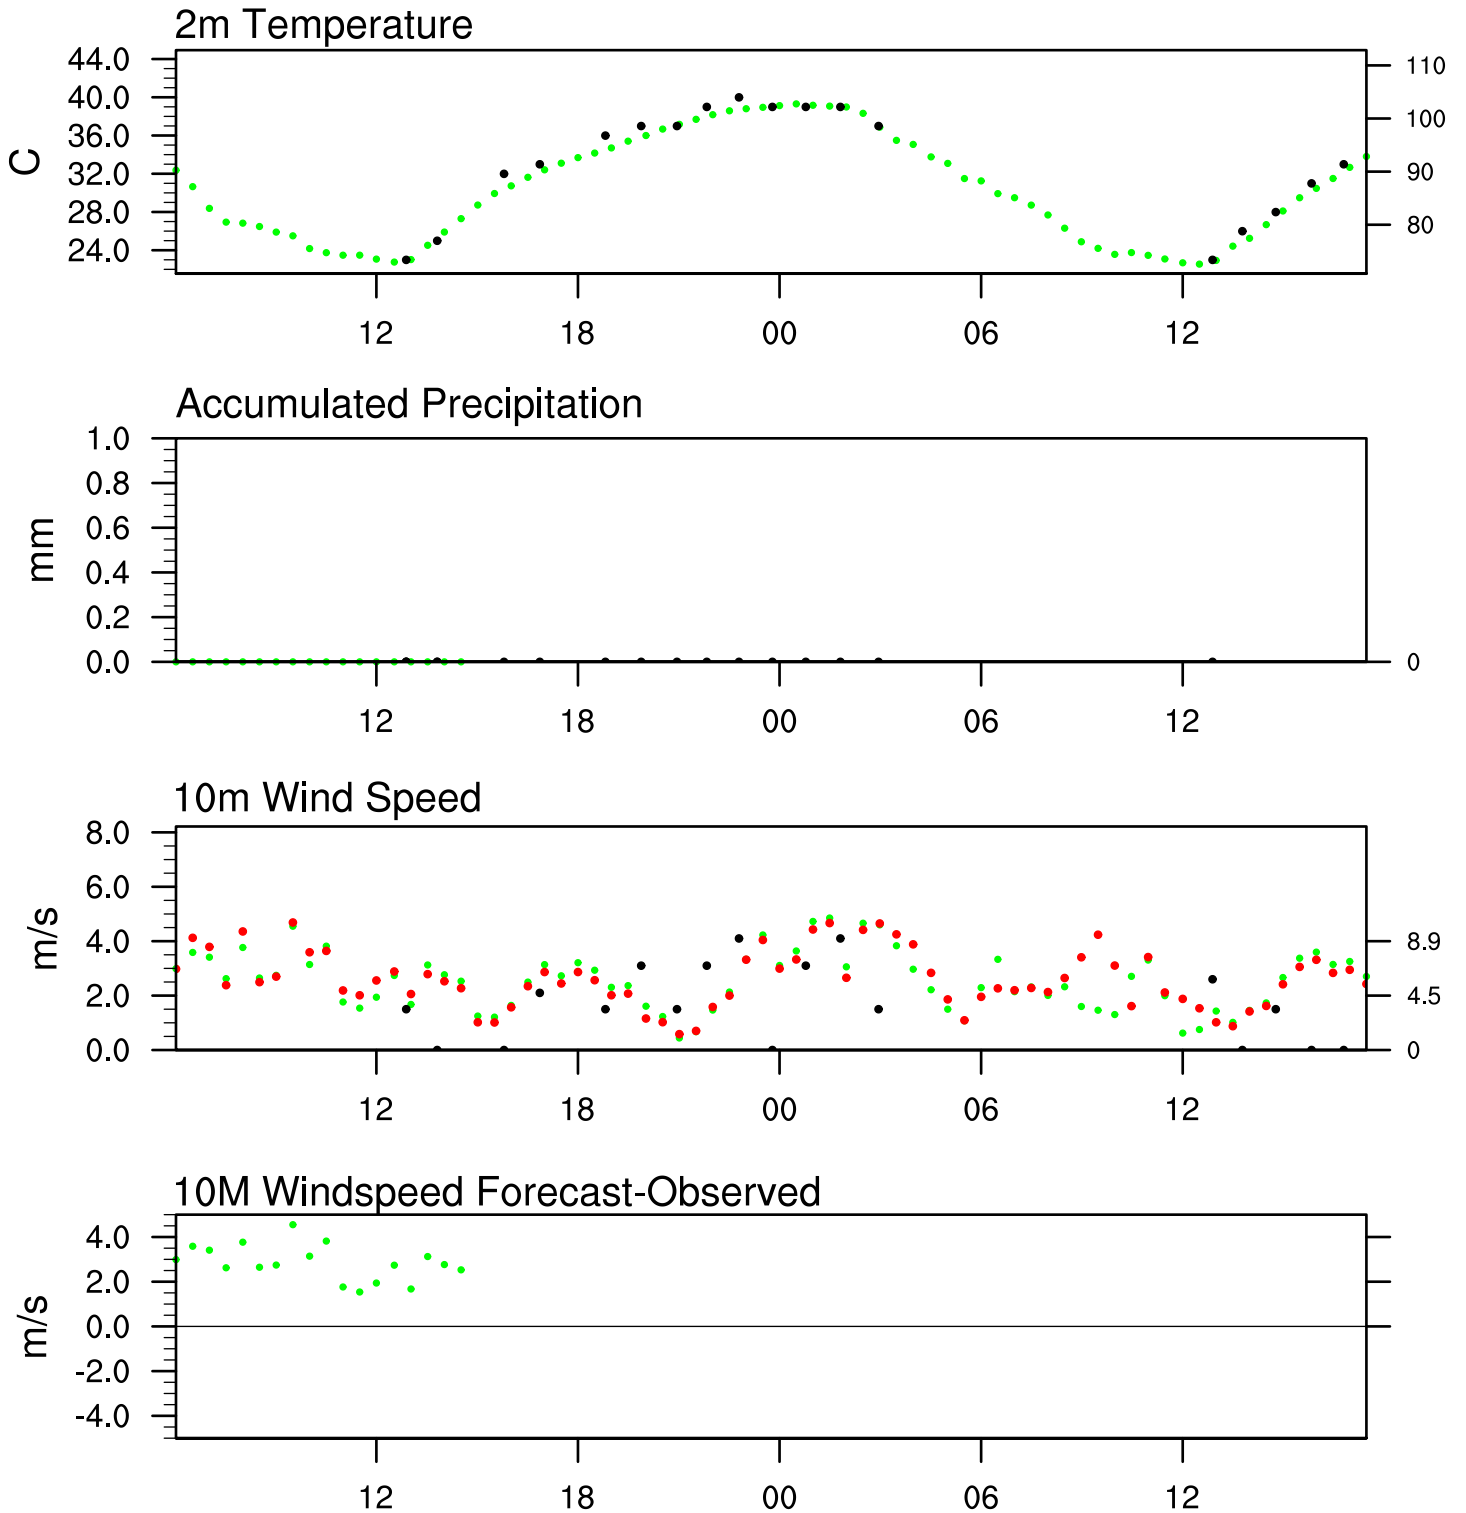 2m Temperature
44.0
40.0
36.0
32.0
28.0
24.0
C
110
100
90
80
12 18 00 06 12
Accumulated Precipitation
1.0
0.8
0.6
0.4
0.2
0.0
mm
0
12 18 00 06 12
10m Wind Speed
8.0
6.0
4.0
2.0
0.0
m/s
8.9
4.5
0
12 18 00 06 12
10M Windspeed Forecast-Observed
4.0
2.0
0.0
-2.0
-4.0
m/s
12 18 00 06 12